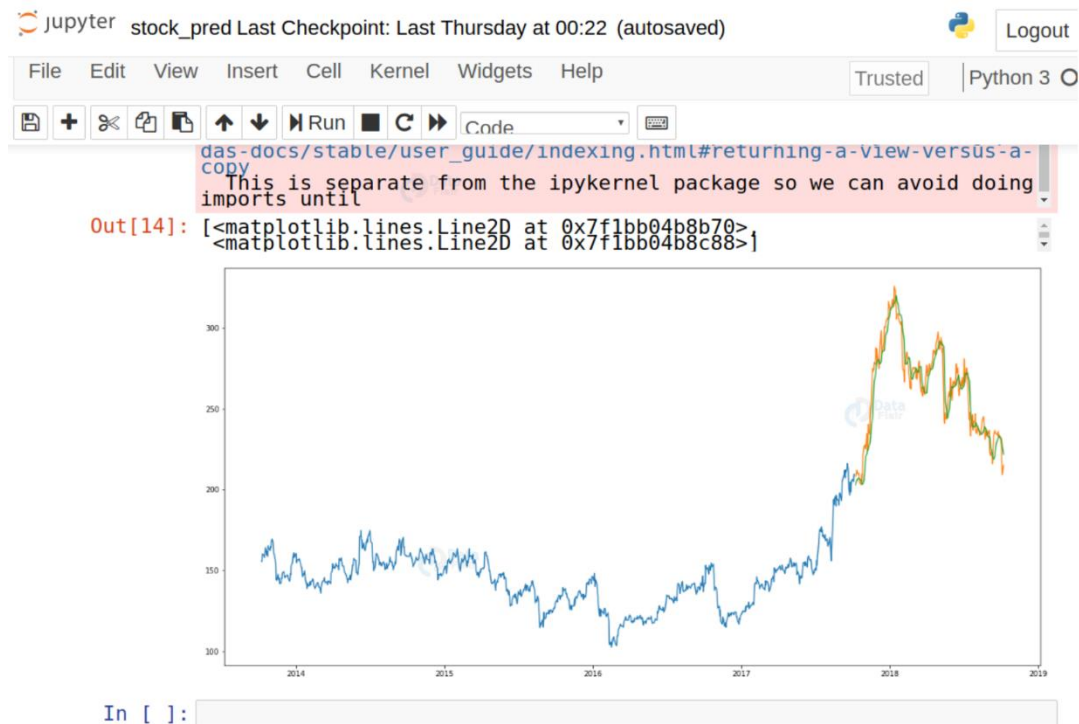 jupyter stock_pred Last Checkpoint: Last Thursday at 00:22 (autosaved)
Logout
File Edit View Insert Cell Kernel Widgets Help
Trusted
Python 3
Run
Code
das-docs/stable/user_guide/indexing.html#returning-a-view-versus-a-
copy
This is separate from the ipykernel package so we can avoid doing
imports until
Out[14]: [<matplotlib.lines.Line2D at 0x7f1bb04b8b70>,
<matplotlib.lines.Line2D at 0x7f1bb04b8c88>]
300
250
200
150
100
Data
Flair
2014 2015 2016 2017 2018 2019
In [ ]: